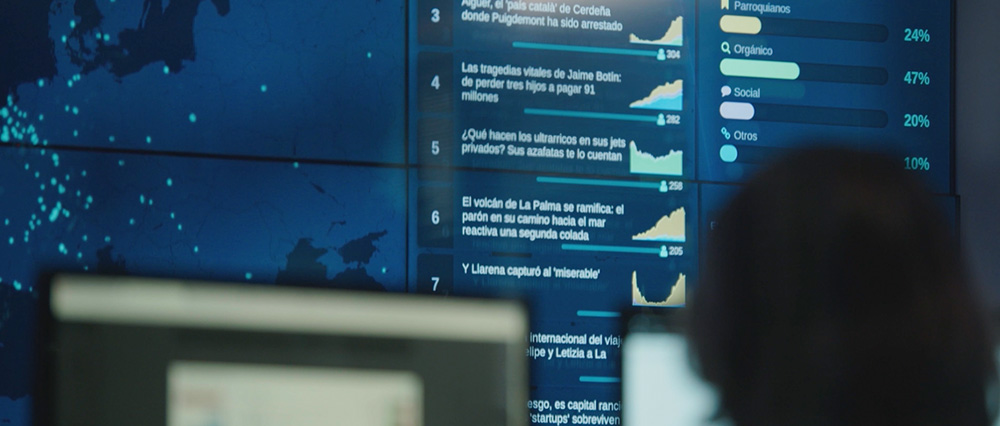 3
Alguer, el 'país català' de Cerdeña
donde Puigdemont ha sido arrestado
304
4
Las tragedias vitales de Jaime Botín:
de perder tres hijos a pagar 91
millones
282
5
¿Qué hacen los ultrarricos en sus jets
privados? Sus azafatas te lo cuentan
258
6
El volcán de La Palma se ramifica: el
parón en su camino hacia el mar
reactiva una segunda colada
205
7
Y Llarena capturó al 'miserable'
internacional del viaj
elipe y Letizia a La
esgo, es capital ranci
'startups' sobreviven
Parroquianos
24%
Orgánico
47%
Social
20%
Otros
10%